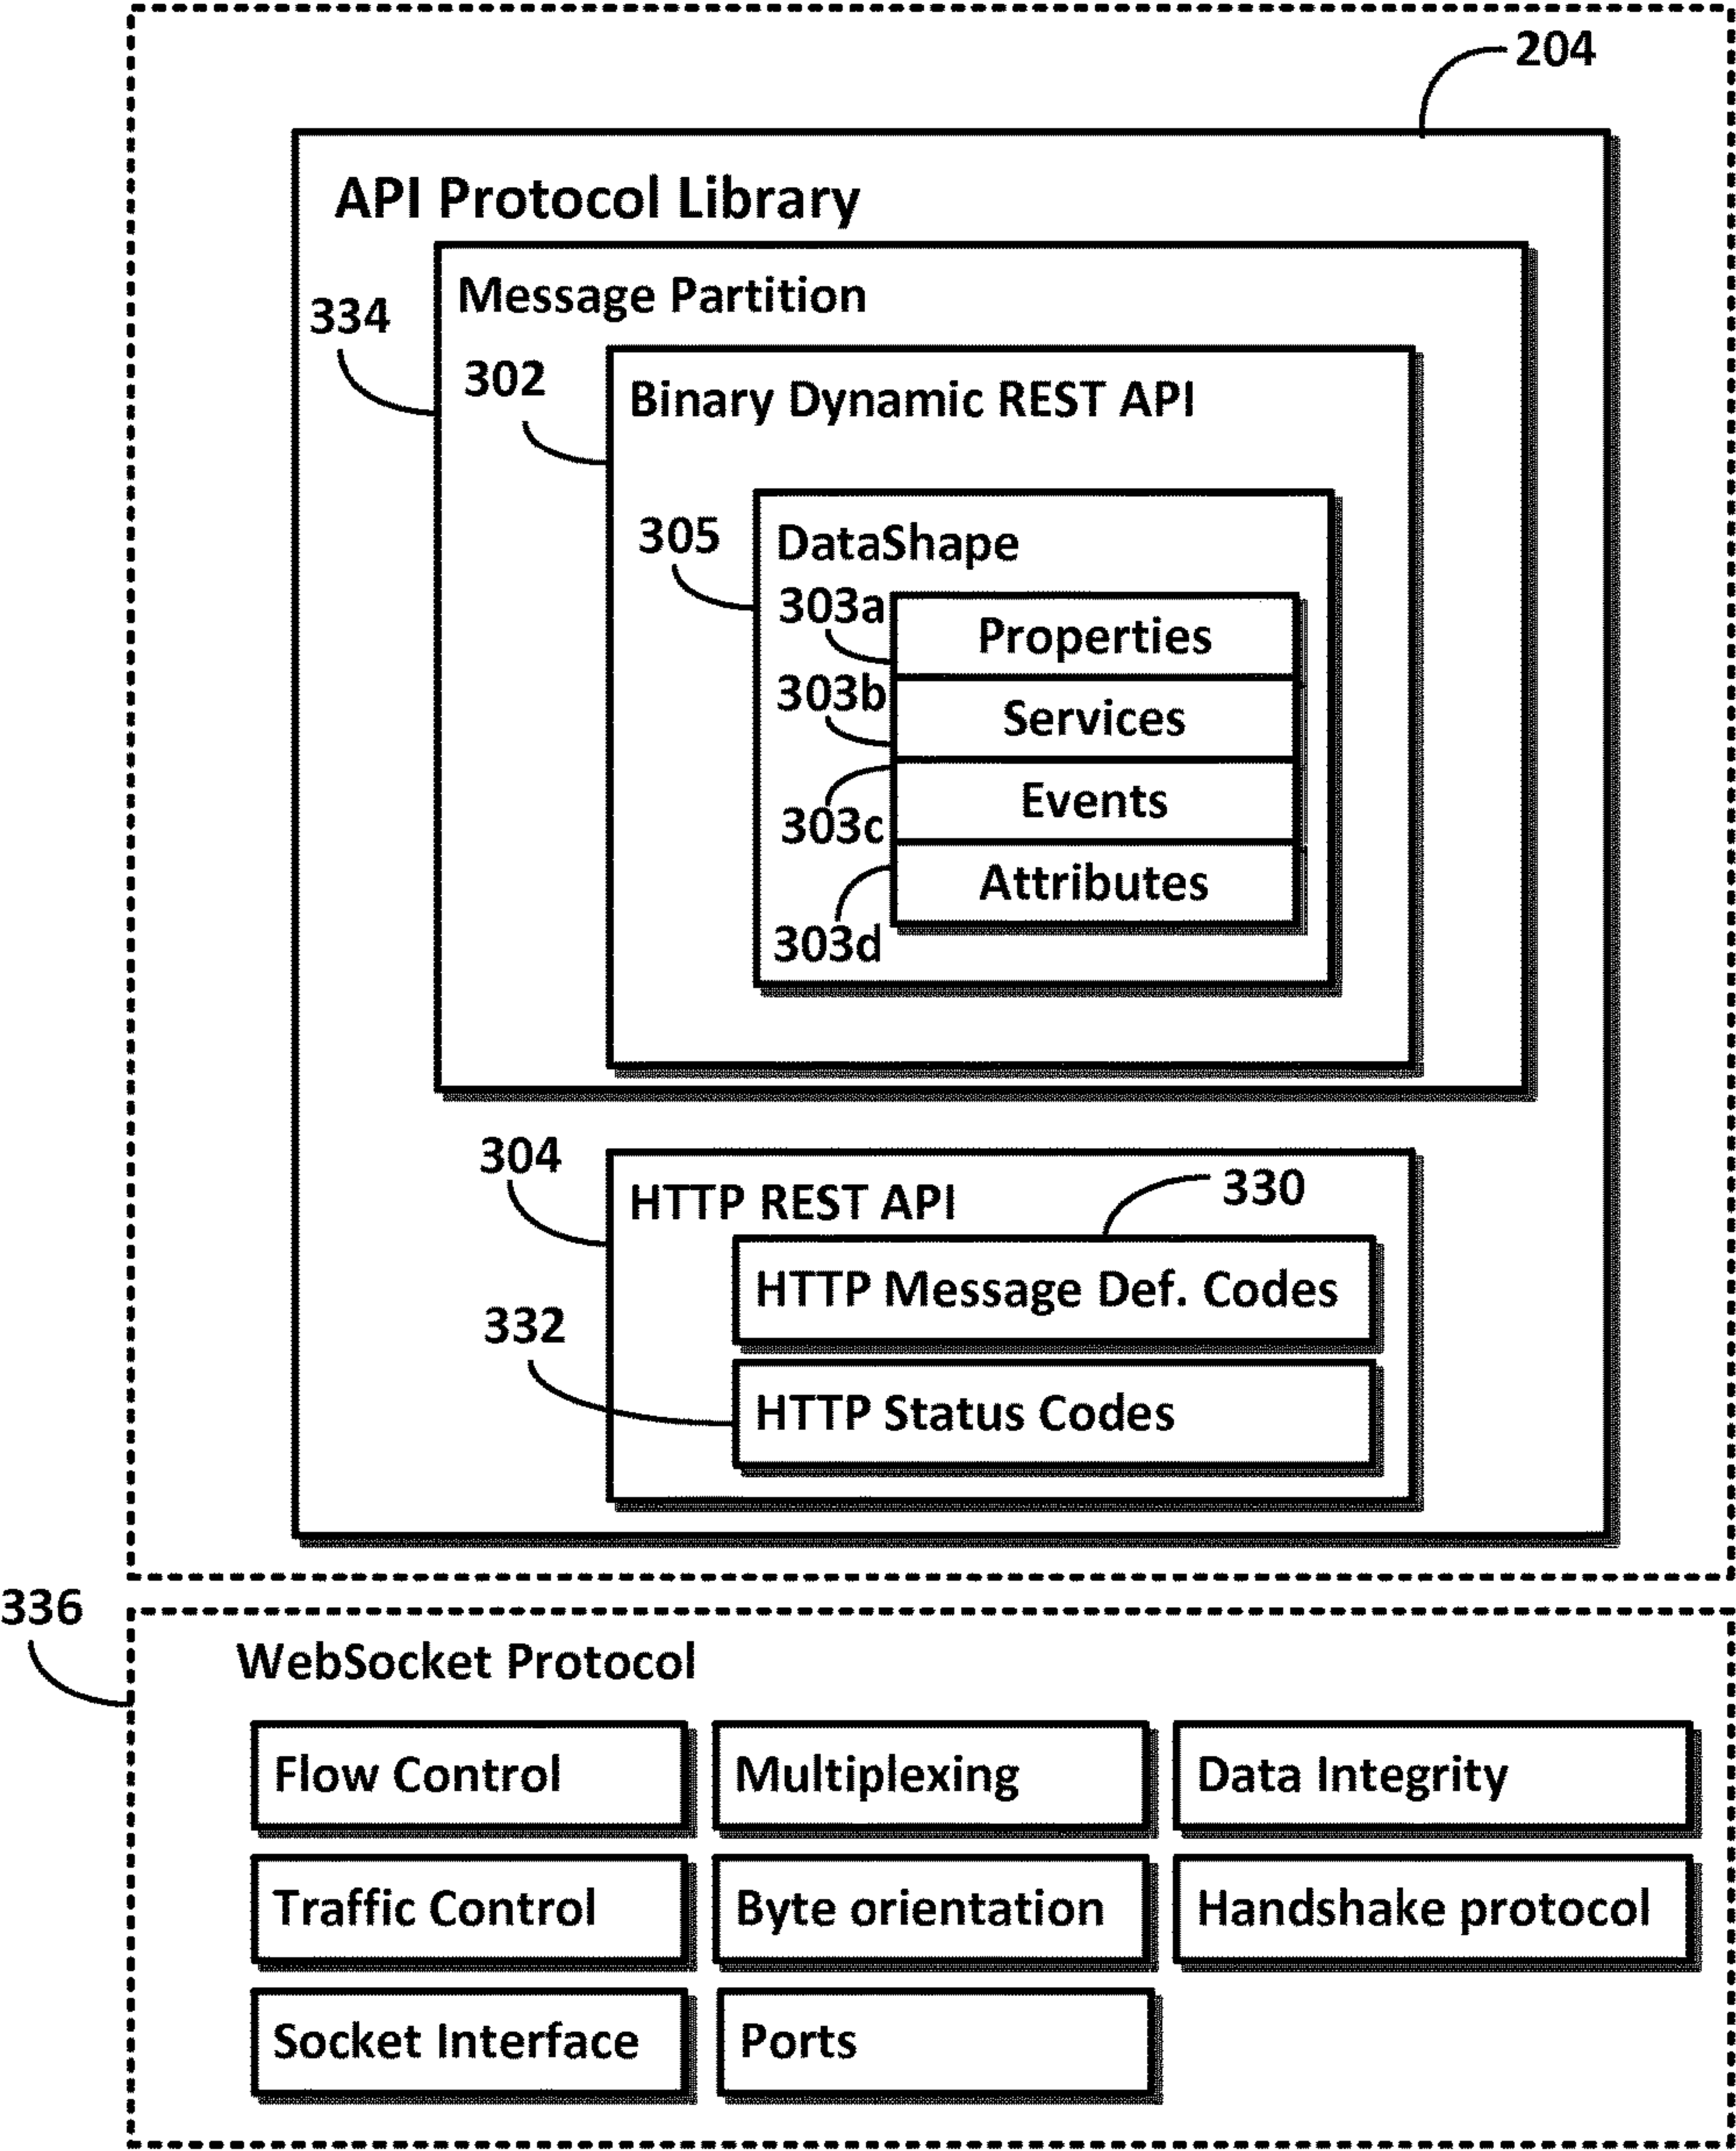 204
API Protocol Library
Message Partition
334
302
Binary Dynamic REST API
305
DataShape
303a
Properties
303b
Services
Events
303c
Attributes
303d
304
HTTP REST API
330
HTTP Message Def. Codes
332
HTTP Status Codes
336
WebSocket Protocol
Flow Control
Multiplexing
Data Integrity
Traffic Control
Byte orientation
Handshake protocol
Socket Interface
Ports